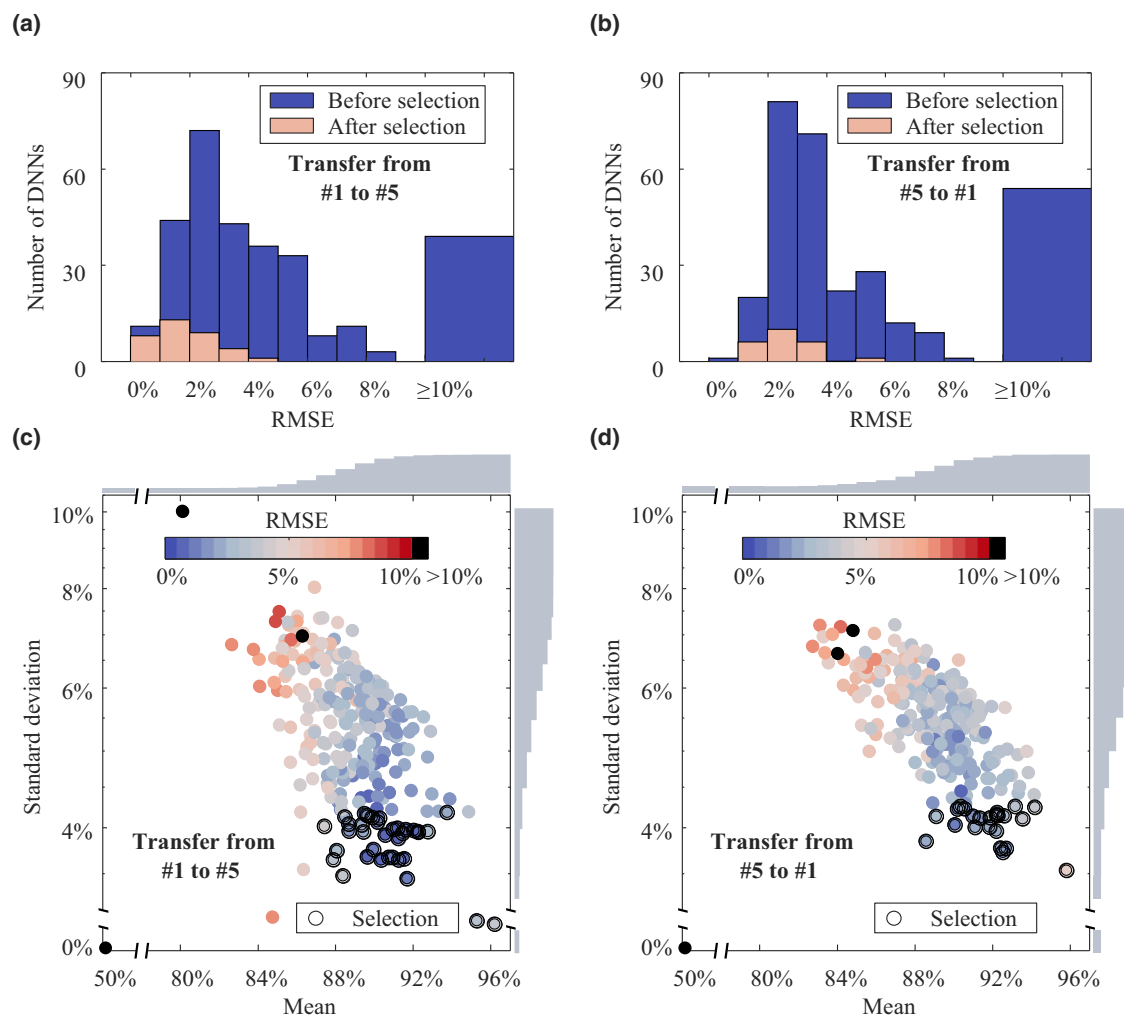 (a)
90
60
30
0
Number of DNNs
Before selection
After selection
Transfer from
#1 to #5
0% 2% 4% 6% 8% ≥10%
RMSE
(b)
90
60
30
0
Number of DNNs
Before selection
After selection
Transfer from
#5 to #1
0% 2% 4% 6% 8% ≥10%
RMSE
(c)
10%
8%
6%
4%
0%
Standard deviation
RMSE
0% 5% 10% >10%
Transfer from
#1 to #5
Selection
50% 80% 84% 88% 92% 96%
Mean
(d)
10%
8%
6%
4%
0%
Standard deviation
RMSE
0% 5% 10% >10%
Transfer from
#5 to #1
Selection
50% 80% 84% 88% 92% 96%
Mean